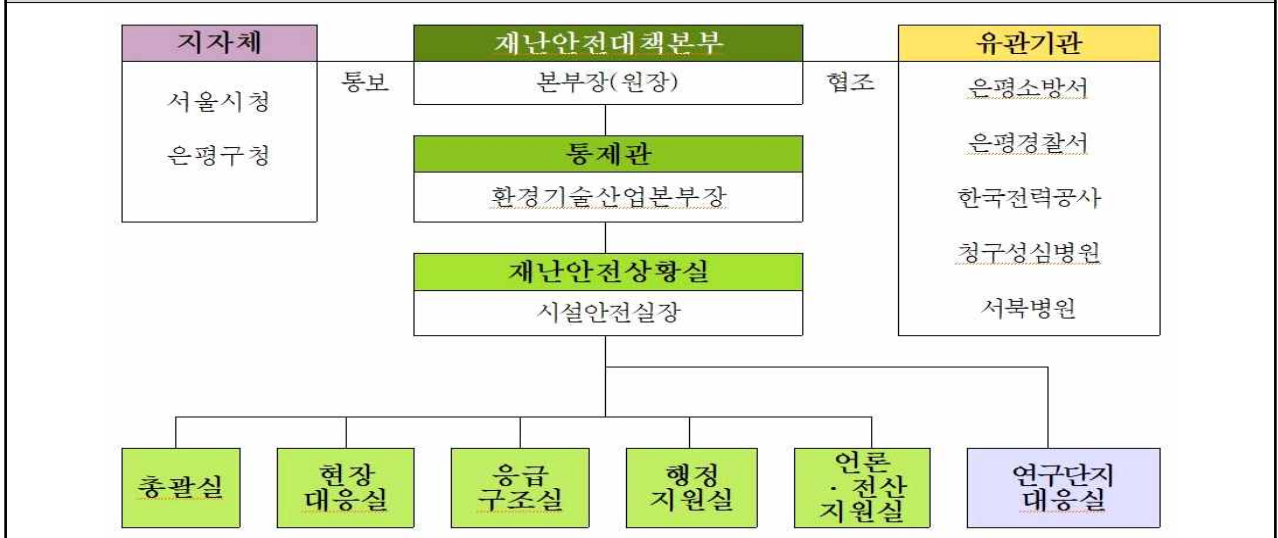 지자체
서울시청
은평구청
통보
재난안전대책본부
본부장(원장)
통제관
환경기술산업본부장
재난안전상황실
시설안전실장
협조
유관기관
은평소방서
은평경찰서
한국전력공사
청구성심병원
서북병원
총괄실
현장
대응실
응급
구조실
행정
지원실
언론
· 전산
지원실
연구단지
대응실